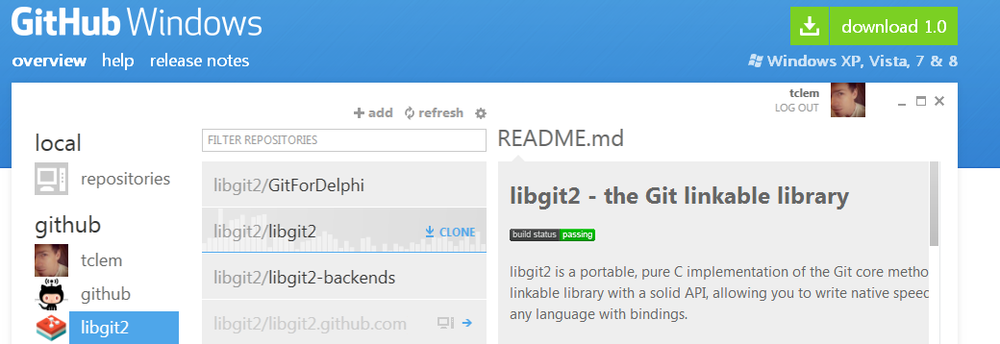 GitHub Windows
download 1.0
overview help release notes
Windows XP, Vista, 7 & 8
tclem
LOG OUT
add refresh
local
repositories
github
tclem
github
libgit2
FILTER REPOSITORIES
libgit2/GitForDelphi
libgit2/libgit2 CLONE
libgit2/libgit2-backends
libgit2/libgit2.github.com
README.md
libgit2 - the Git linkable library
build status passing
libgit2 is a portable, pure C implementation of the Git core metho
linkable library with a solid API, allowing you to write native speed
any language with bindings.